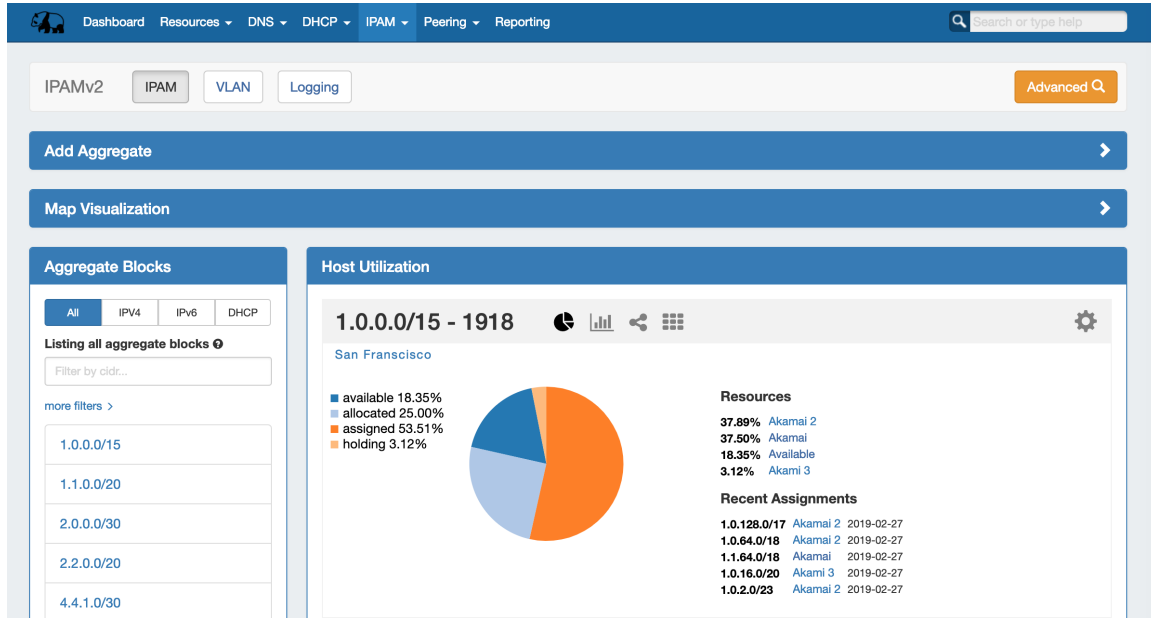 Dashboard Resources DNS DHCP IPAM Peering Reporting Search or type help
IPAMv2 IPAM VLAN Logging Advanced
Add Aggregate
Map Visualization
Aggregate Blocks
All IPV4 IPv6 DHCP
Listing all aggregate blocks
Filter by cidr...
more filters >
1.0.0.0/15
1.1.0.0/20
2.0.0.0/30
2.2.0.0/20
4.4.1.0/30
Host Utilization
1.0.0.0/15 - 1918
San Franscisco
available 18.35%
allocated 25.00%
assigned 53.51%
holding 3.12%
Resources
37.89% Akamai 2
37.50% Akamai
18.35% Available
3.12% Akami 3
Recent Assignments
1.0.128.0/17 Akamai 2 2019-02-27
1.0.64.0/18 Akamai 2 2019-02-27
1.1.64.0/18 Akamai 2019-02-27
1.0.16.0/20 Akami 3 2019-02-27
1.0.2.0/23 Akamai 2 2019-02-27